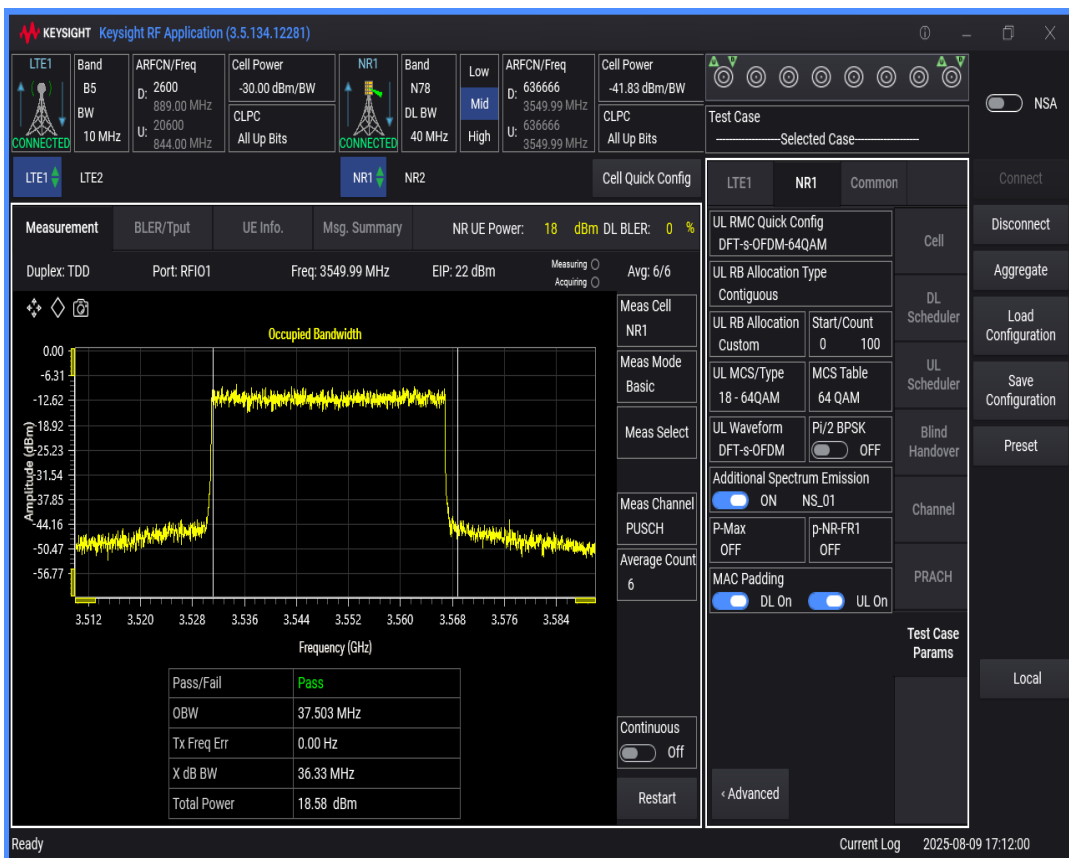 KEYSIGHT Keysight RF Application (3.5.134.12281)
LTE1 Band B5 BW 10 MHz CONNECTED
ARFCN/Freq D: 2600 889.00 MHz U: 20600 844.00 MHz
Cell Power -30.00 dBm/BW CLPC All Up Bits
NR1 Band N78 DL BW 40 MHz CONNECTED
Low Mid High
ARFCN/Freq D: 636666 3549.99 MHz U: 636666 3549.99 MHz
Cell Power -41.83 dBm/BW CLPC All Up Bits
Test Case
Selected Case
NSA
LTE1 LTE2 NR1 NR2 Cell Quick Config
Measurement BLER/Tput UE Info. Msg. Summary NR UE Power: 18 dBm DL BLER: 0 %
Duplex: TDD Port: RFIO1 Freq: 3549.99 MHz EIP: 22 dBm Measuring Acquiring Avg: 6/6
Occupied Bandwidth
Amplitude (dBm)
0.00
-6.31
-12.62
-18.92
-25.23
-31.54
-37.85
-44.16
-50.47
-56.77
3.512 3.520 3.528 3.536 3.544 3.552 3.560 3.568 3.576 3.584
Frequency (GHz)
Pass/Fail Pass
OBW 37.503 MHz
Tx Freq Err 0.00 Hz
X dB BW 36.33 MHz
Total Power 18.58 dBm
Meas Cell
NR1
Meas Mode
Basic
Meas Select
Meas Channel
PUSCH
Average Count
6
Continuous
Off
Restart
LTE1 NR1 Common
UL RMC Quick Config
DFT-s-OFDM-64QAM
UL RB Allocation Type
Contiguous
UL RB Allocation Start/Count
Custom 0 100
UL MCS/Type MCS Table
18 - 64QAM 64 QAM
UL Waveform Pi/2 BPSK
DFT-s-OFDM OFF
Additional Spectrum Emission
ON NS_01
P-Max p-NR-FR1
OFF OFF
MAC Padding
DL On UL On
‹ Advanced
Cell
DL
Scheduler
UL
Scheduler
Blind
Handover
Channel
PRACH
Test Case
Params
Connect
Disconnect
Aggregate
Load
Configuration
Save
Configuration
Preset
Local
Ready Current Log 2025-08-09 17:12:00